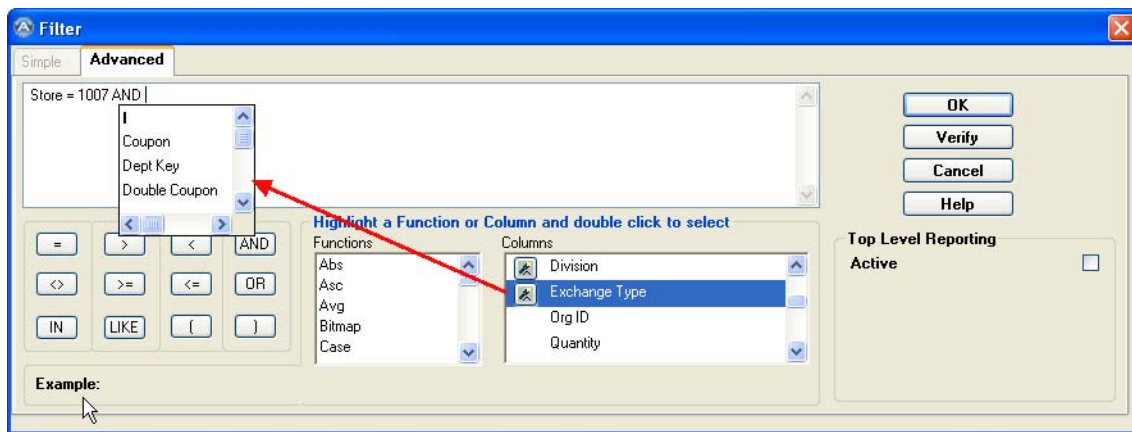 Filter
Simple Advanced
Store = 1007 AND
I
Coupon
Dept Key
Double Coupon
OK
Verify
Cancel
Help
= > < AND
<> >= <= OR
IN LIKE ( )
Highlight a Function or Column and double click to select
Functions
Abs
Asc
Avg
Bitmap
Case
Columns
Division
Exchange Type
Org ID
Quantity
Top Level Reporting
Active
Example: